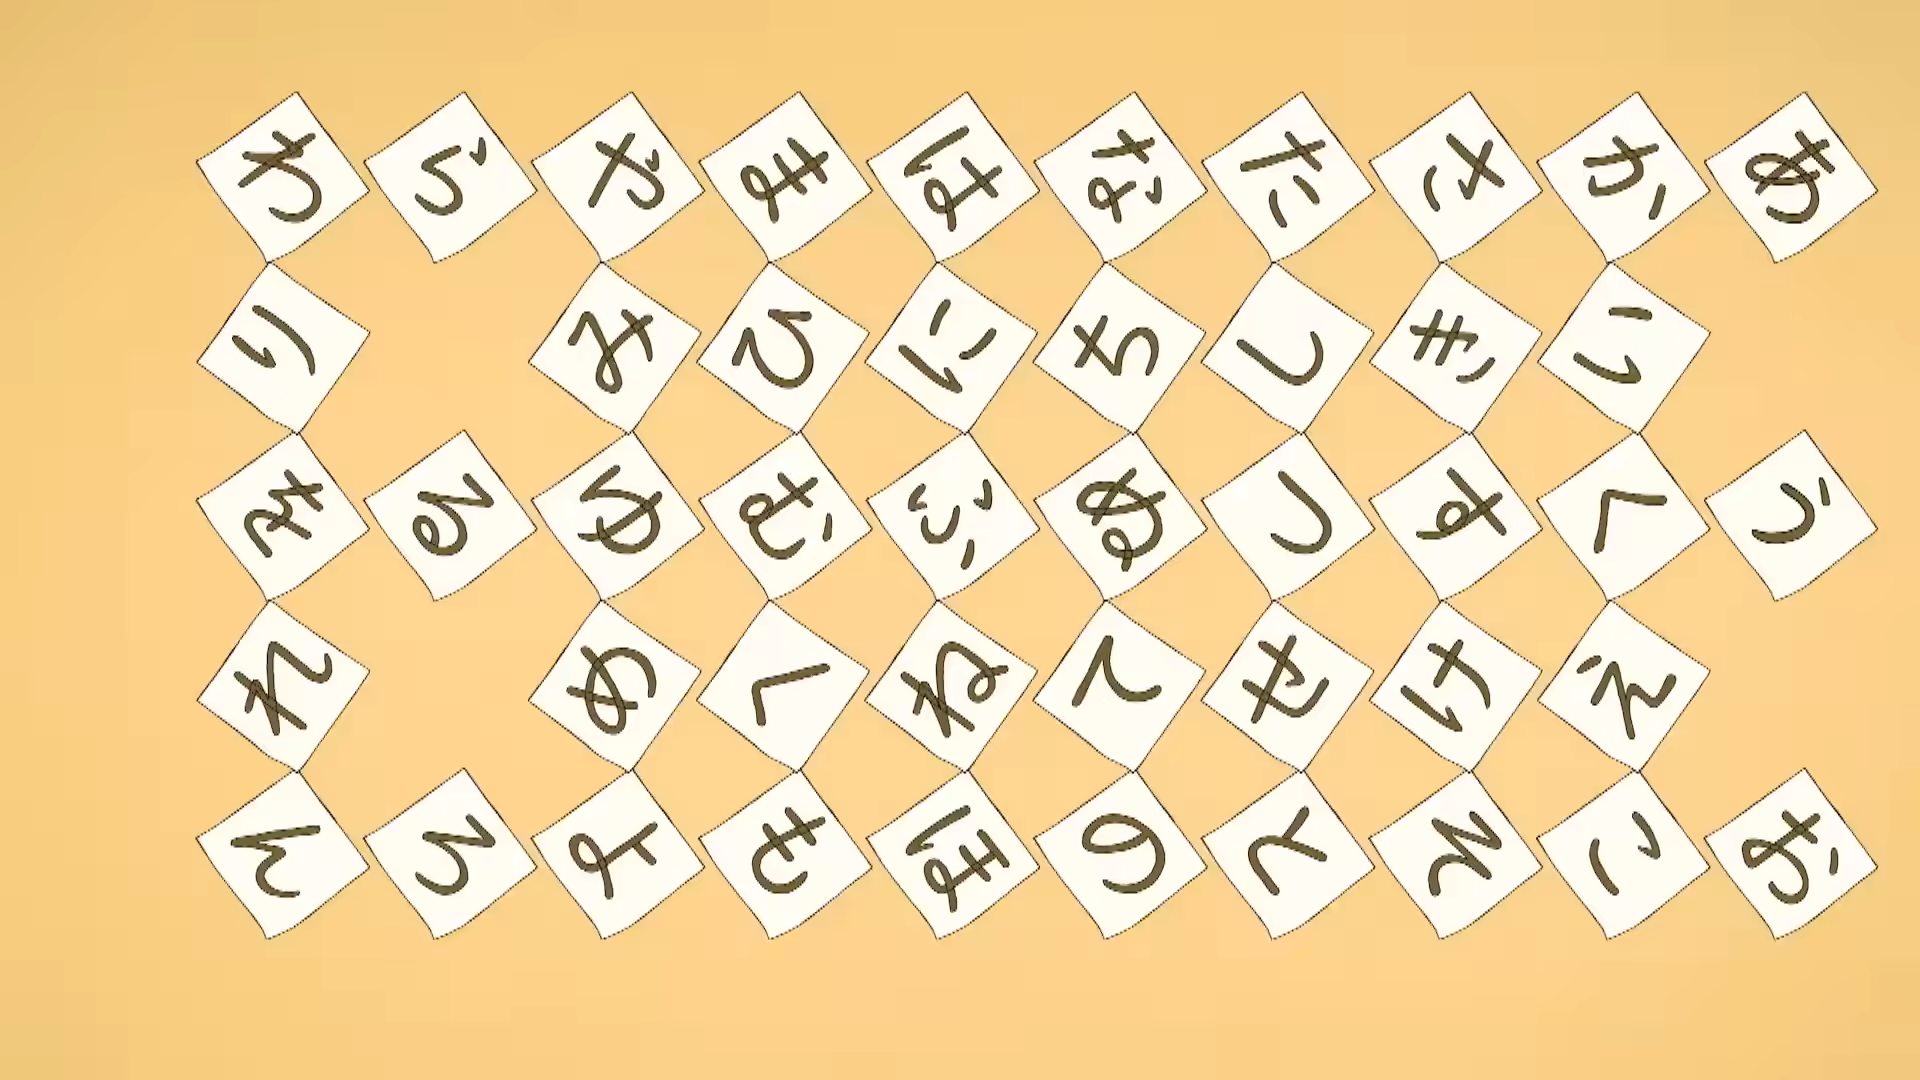 あいうえお
かきくけこ
さしすせそ
たちつてと
なにぬねの
はひふへほ
まみむめも
やゆよ
らりるれろ
わをん